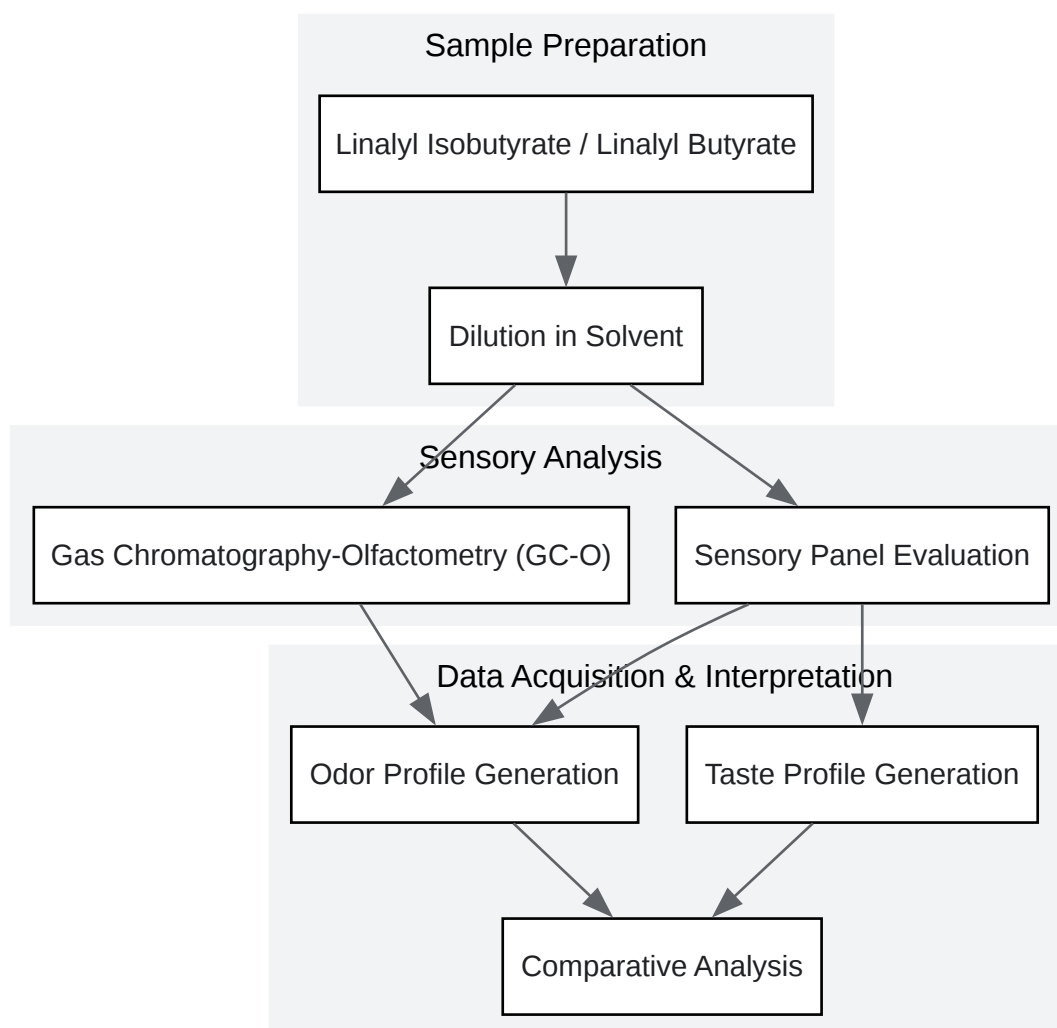 Sample Preparation
Linalyl Isobutyrate / Linalyl Butyrate
Dilution in Solvent
Sensory Analysis
Gas Chromatography-Olfactometry (GC-O)
Sensory Panel Evaluation
Data Acquisition & Interpretation
Odor Profile Generation
Taste Profile Generation
Comparative Analysis